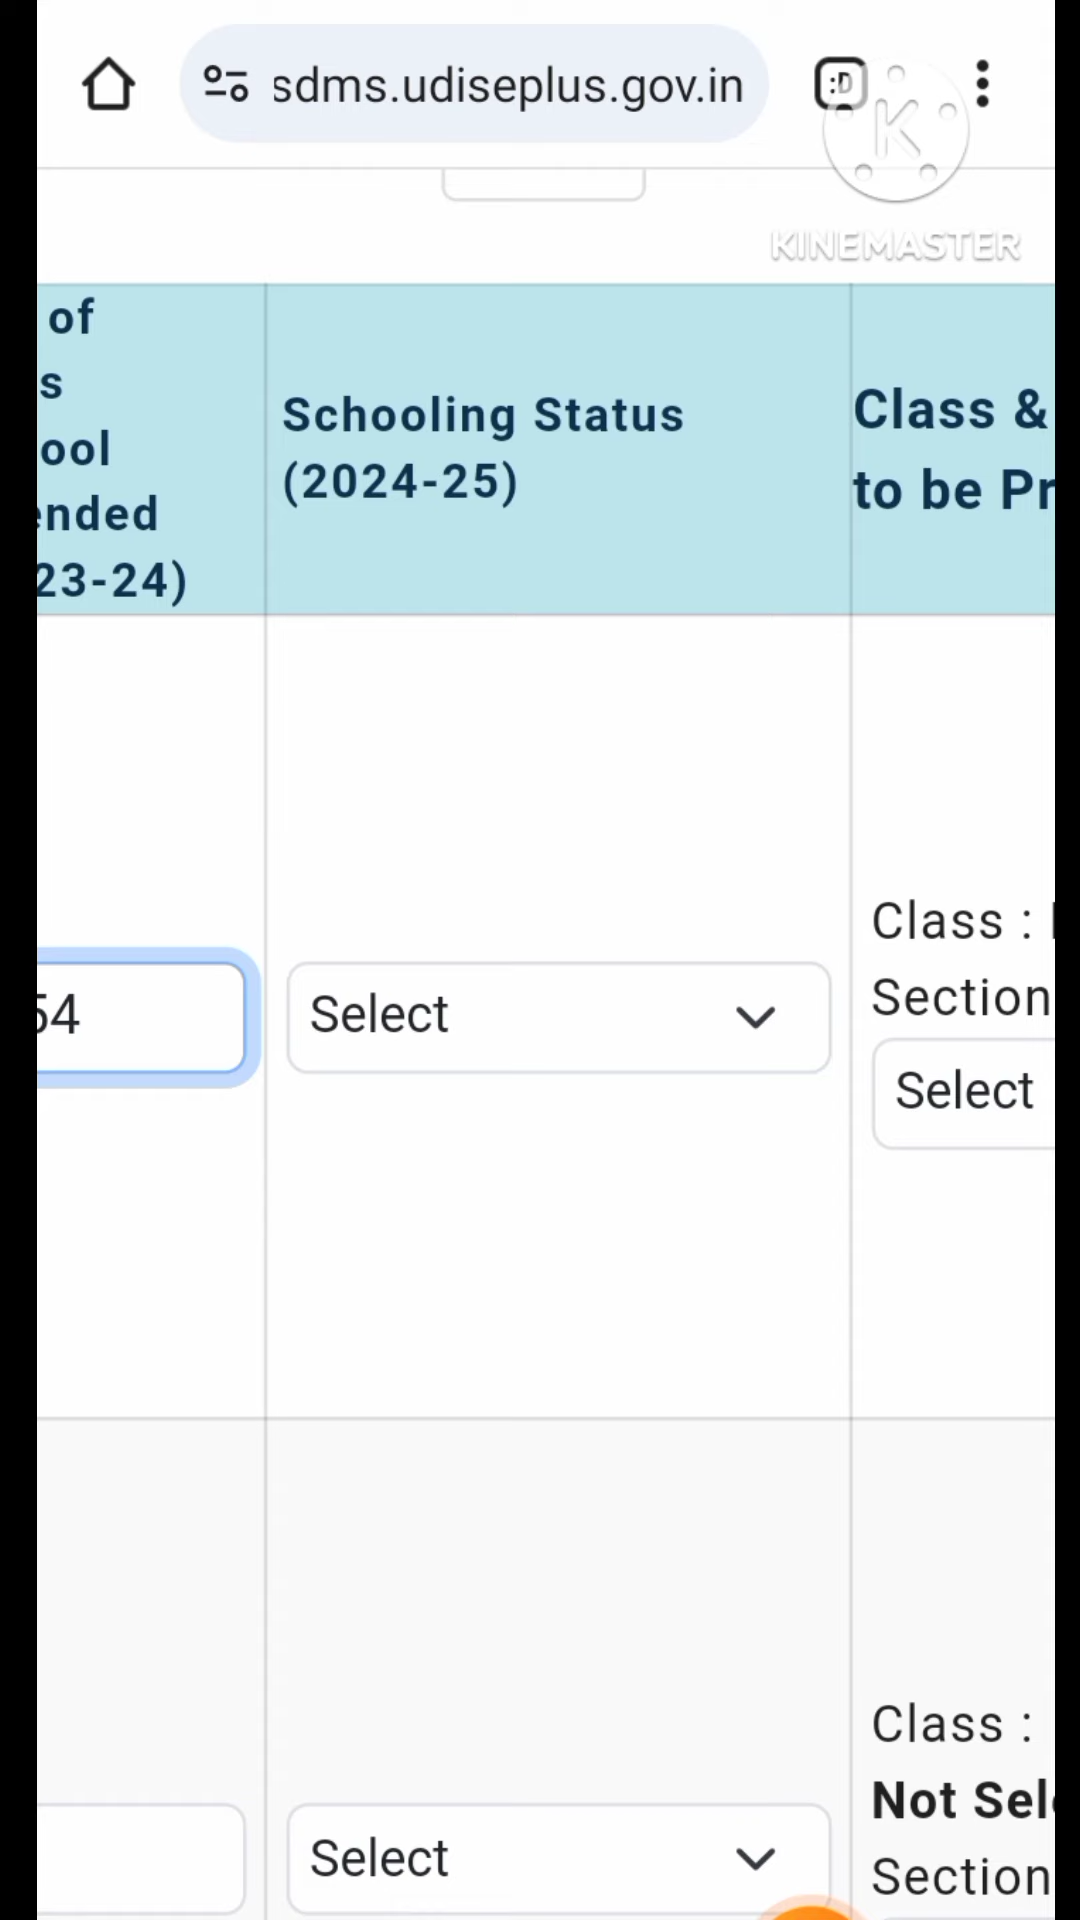 sdms.udiseplus.gov.in
:D
K
KINEMASTER
of
s
ool
ended
23-24)
Schooling Status
(2024-25)
Class &
to be Pr
54
Select
Class :
Section
Select
Class :
Not Sel
Section
Select